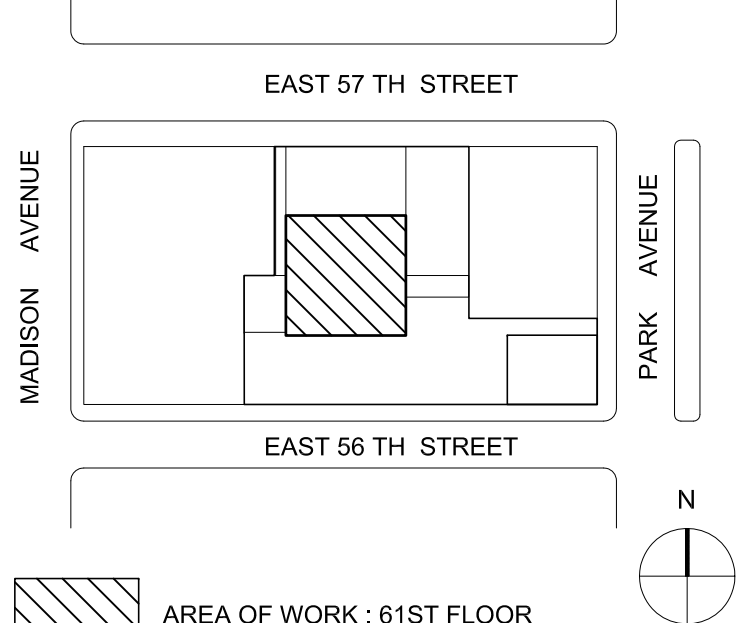 EAST 57 TH STREET
MADISON AVENUE
PARK AVENUE
EAST 56 TH STREET
N
AREA OF WORK : 61ST FLOOR